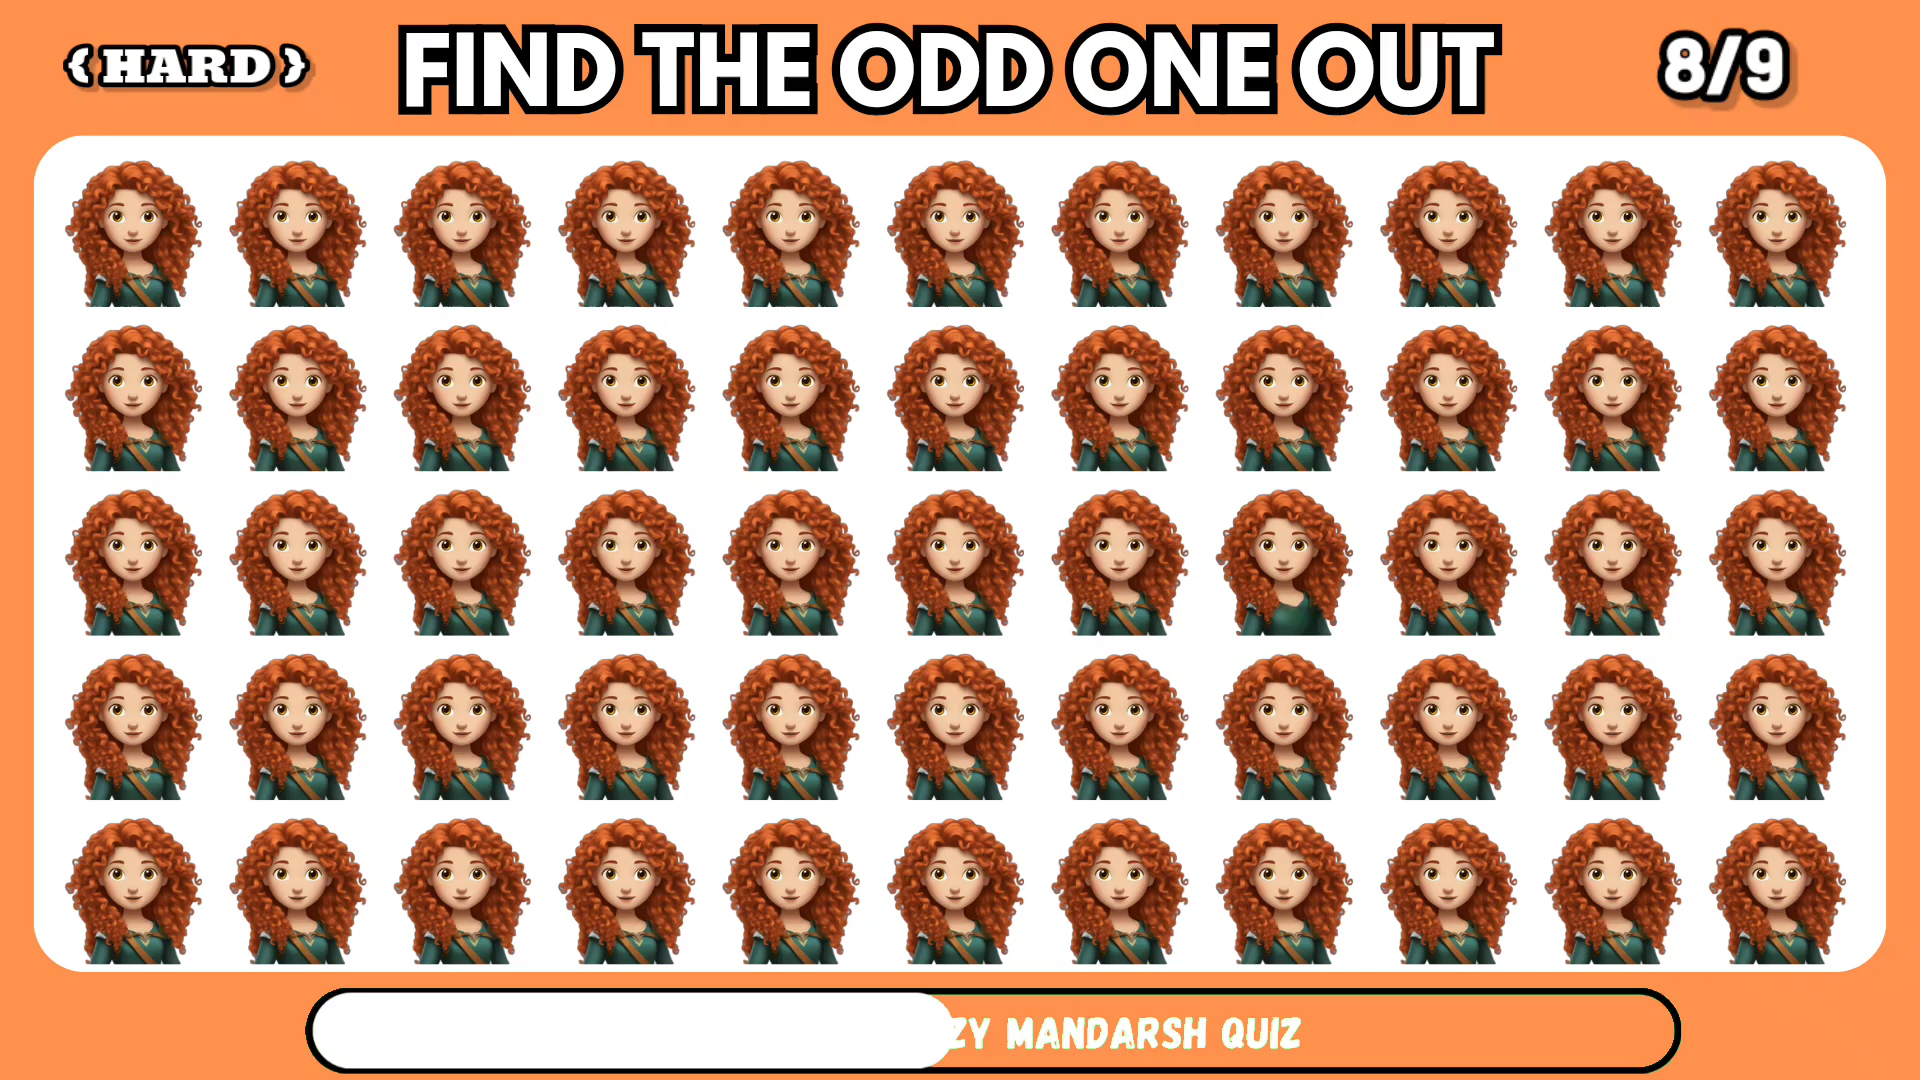 { HARD }
FIND THE ODD ONE OUT
8/9
ZY MANDARSH QUIZ